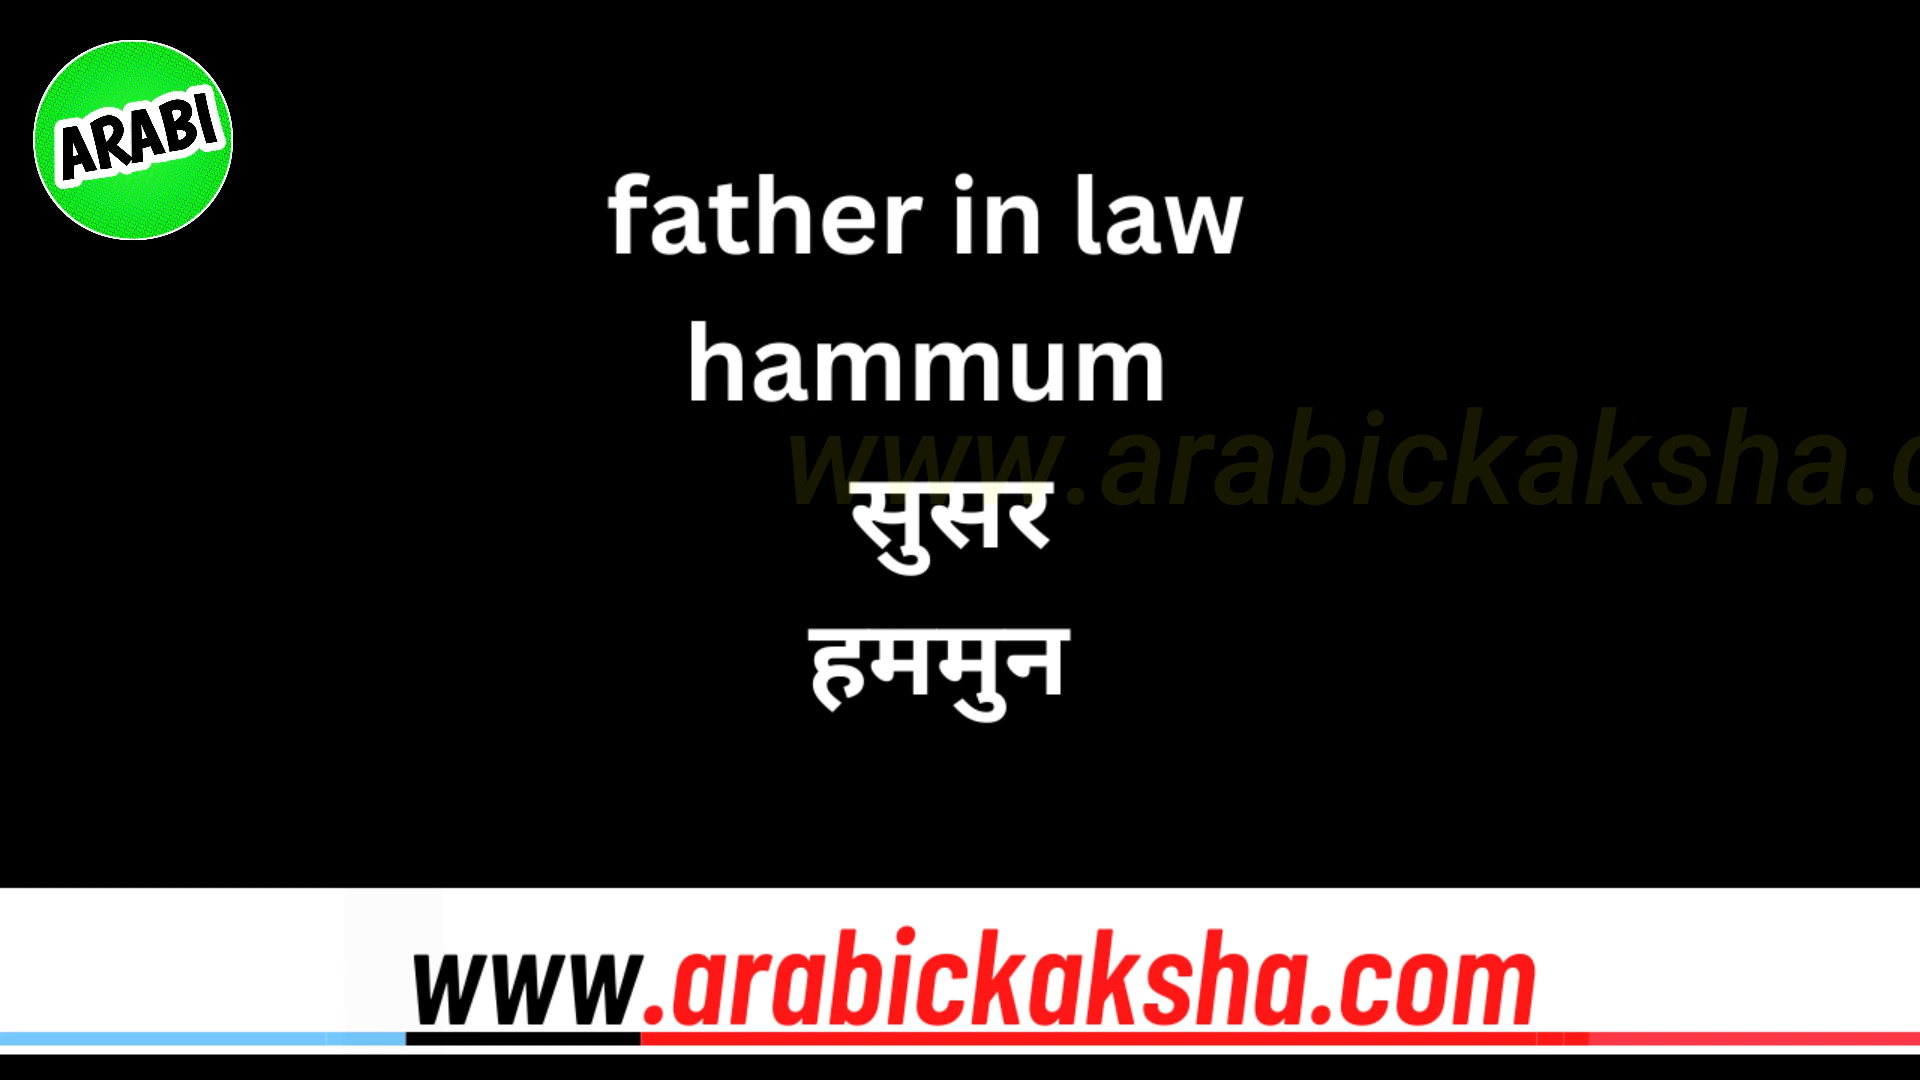 ARABI
father in law
hammum
www.arabickaksha.c
सुसर
हममुन
www.arabickaksha.com